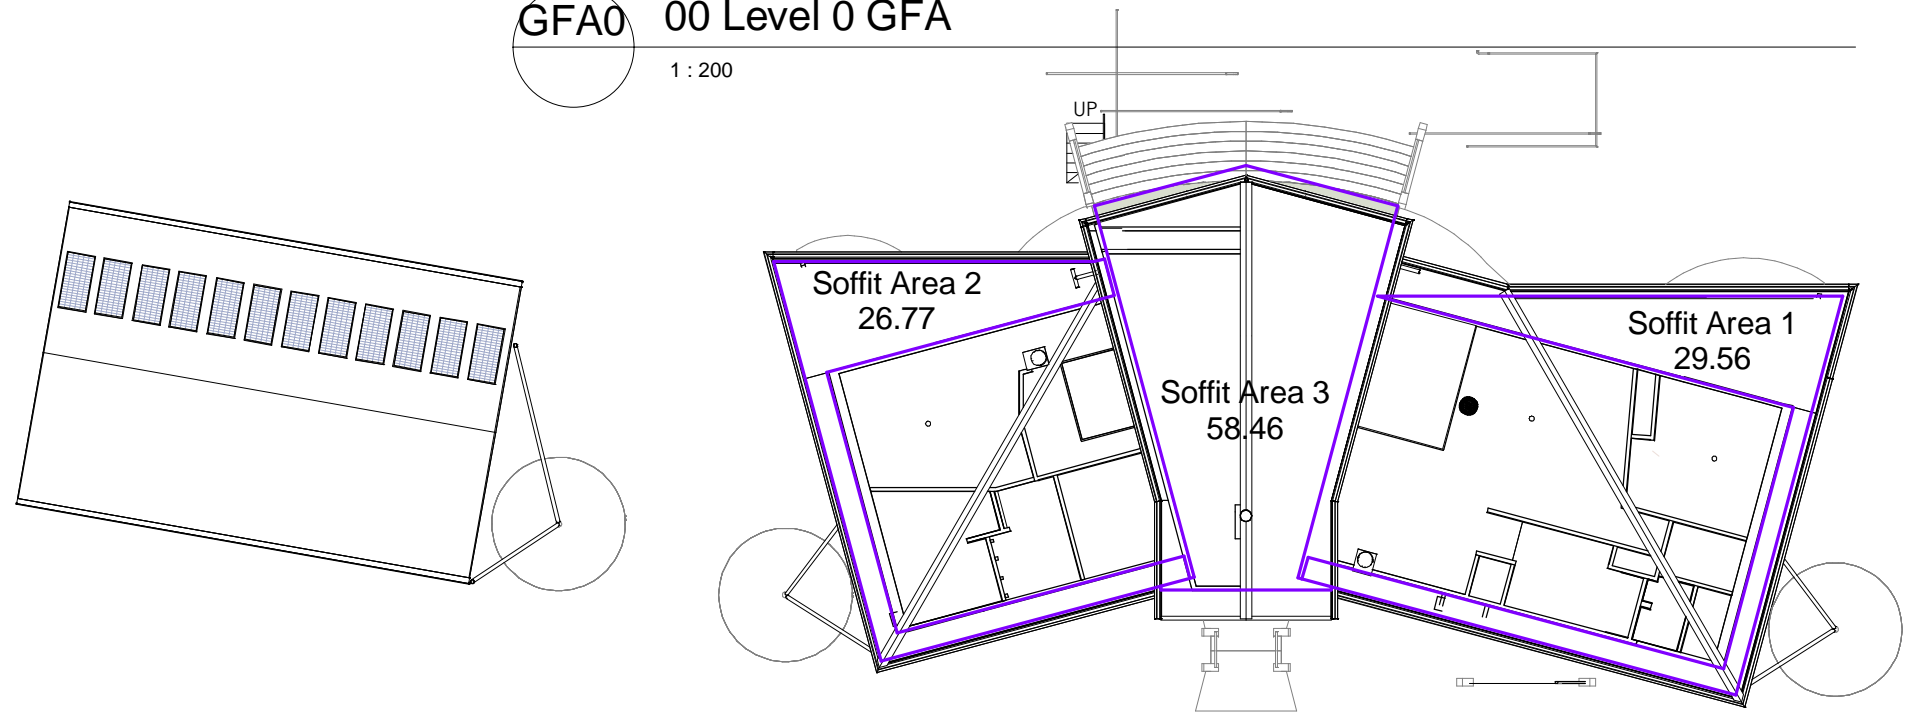 GFA0
00 Level 0 GFA
1 : 200
UP
Soffit Area 2
26.77
Soffit Area 1
29.56
Soffit Area 3
58.46